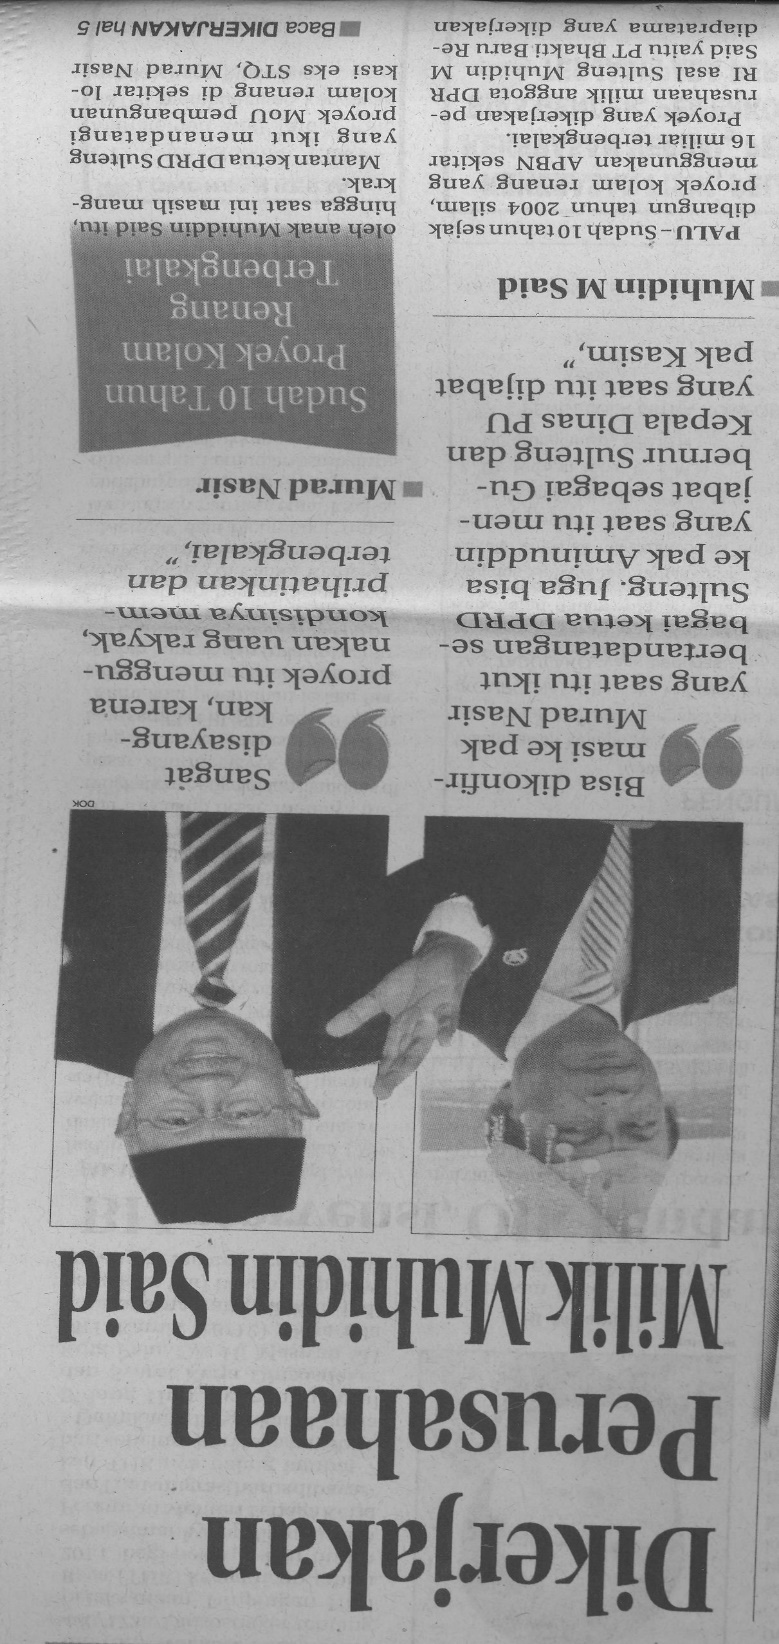 Dikerjakan
Perusahaan
Milik Muhidin Said
DOK
Bisa dikonfir-
masi ke pak
Murad Nasir
yang saat itu ikut
bertandatangan se-
bagai ketua DPRD
Sulteng. Juga bisa
ke pak Aminuddin
yang saat itu men-
jabat sebagai Gu-
bernur Sulteng dan
Kepala Dinas PU
yang saat itu dijabat
pak Kasim,”
Muhidin M Said
Sangat
disayang-
kan, karena
proyek itu menggu-
nakan uang rakyak,
kondisinya mem-
prihatinkan dan
terbengkalai,”
Murad Nasir
Sudah 10 Tahun
Proyek Kolam
Renang
Terbengkalai
PALU – Sudah 10 tahun sejak
dibangun tahun 2004 silam,
proyek kolam renang yang
menggunakan APBN sekitar
16 miliar terbengkalai.
Proyek yang dikerjakan pe-
rusahaan milik anggota DPR
RI asal Sulteng Muhidin M
Said yaitu PT Bhakti Baru Re-
diapratama yang dikerjakan
oleh anak Muhiddin Said itu,
hingga saat ini masih mang-
krak.
Mantan ketua DPRD Sulteng
yang ikut menandatangi
proyek MoU pembangunan
kolam renang di sekitar lo-
kasi eks STQ, Murad Nasir
Baca DIKERJAKAN hal 5